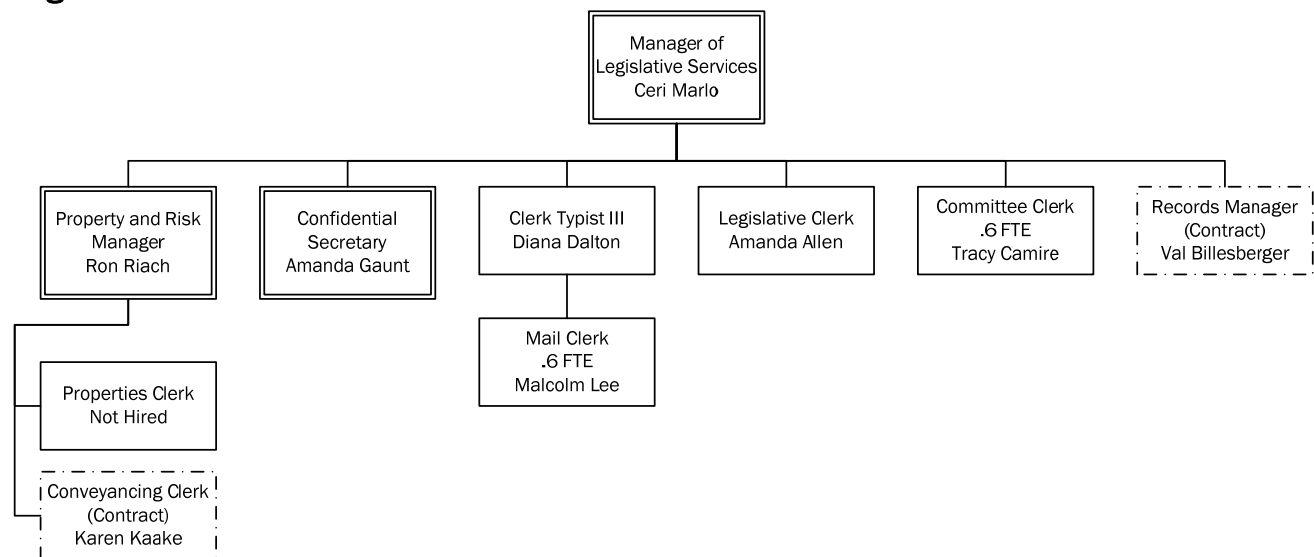 Manager of
Legislative Services
Ceri Marlo
Property and Risk
Manager
Ron Riach
Confidential
Secretary
Amanda Gaunt
Clerk Typist III
Diana Dalton
Legislative Clerk
Amanda Allen
Committee Clerk
.6 FTE
Tracy Camire
Records Manager
(Contract)
Val Billesberger
Mail Clerk
.6 FTE
Malcolm Lee
Properties Clerk
Not Hired
Conveyancing Clerk
(Contract)
Karen Kaake